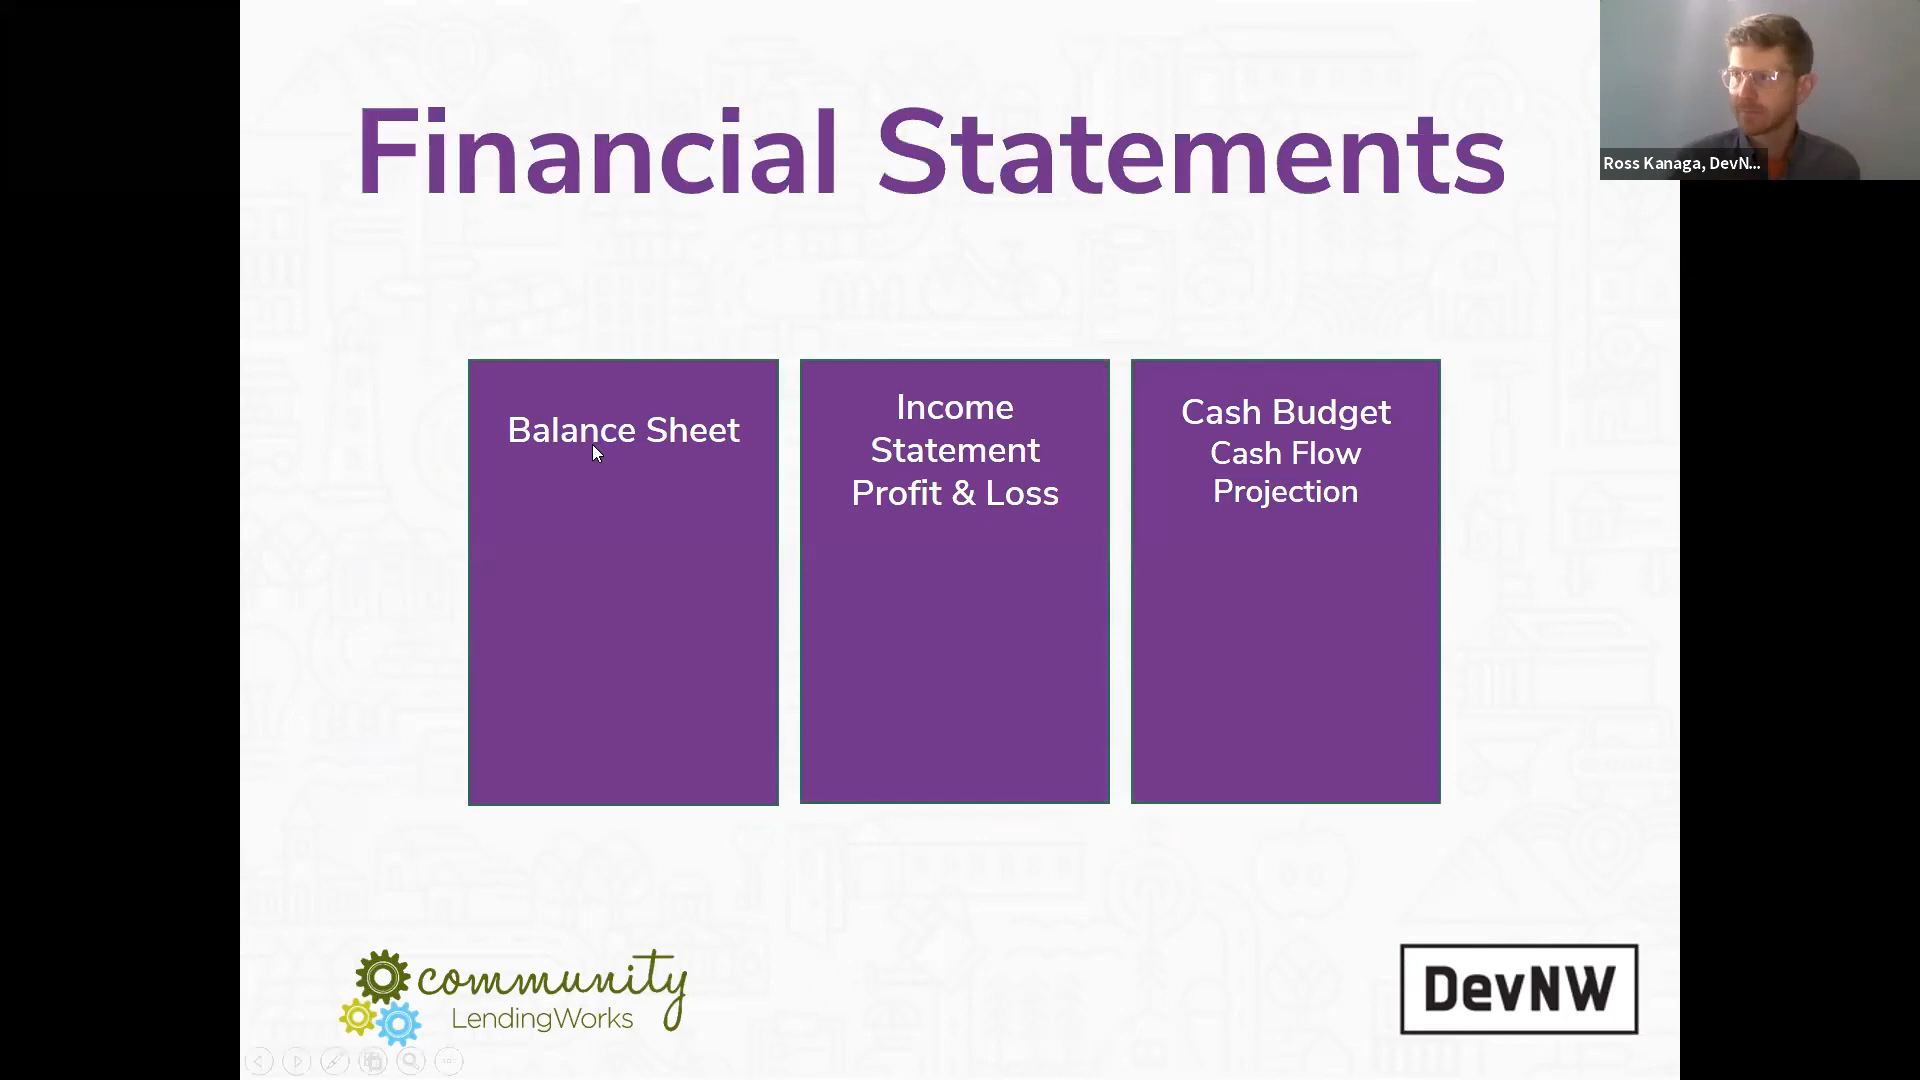 Financial Statements
Ross Kanaga, DevN...
Balance Sheet
Income
Statement
Profit & Loss
Cash Budget
Cash Flow
Projection
community
LendingWorks
DevNW